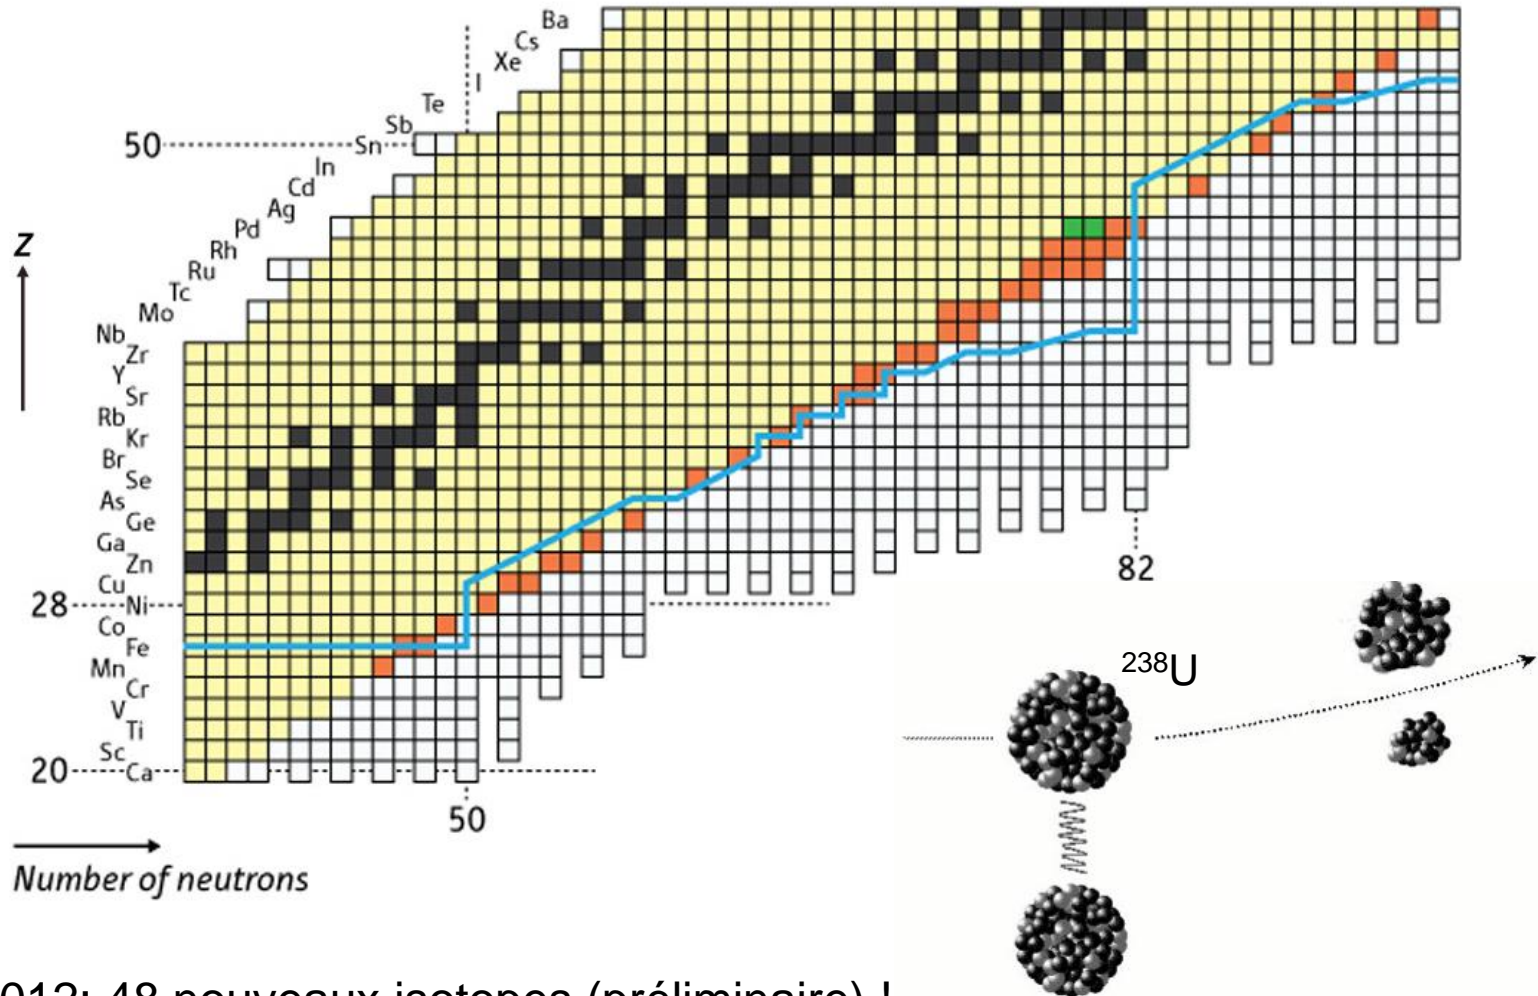 Ba
Cs
Xe
I
Te
Sb
50
Sn
In
Cd
Ag
Pd
Z
Rh
Ru
Tc
Mo
Nb
Zr
Y
Sr
Rb
Kr
Br
Se
As
Ge
Ga
Zn
82
Cu
28
Ni
Co
Fe
Mn
238U
Cr
V
Ti
Sc
20
Ca
50
Number of neutrons
012: 48 nouveaux isotopes (préliminaire) !